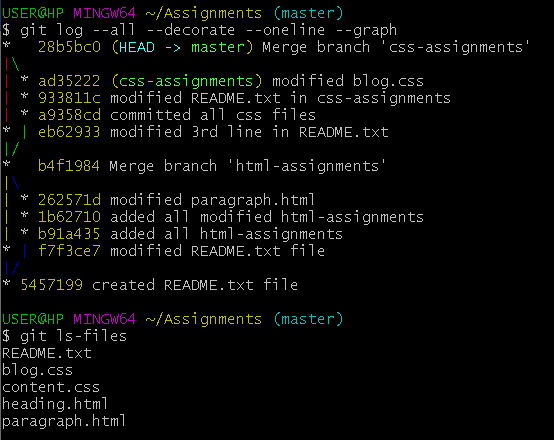 USER@HP MINGW64 ~/Assignments (master)
$ git log --all --decorate --oneline --graph
*   28b5bc0 (HEAD -> master) Merge branch 'css-assignments'
|\
| * ad35222 (css-assignments) modified blog.css
| * 933811c modified README.txt in css-assignments
| * a9358cd committed all css files
* | eb62933 modified 3rd line in README.txt
|/
*   b4f1984 Merge branch 'html-assignments'
|\
| * 262571d modified paragraph.html
| * 1b62710 added all modified html-assignments
| * b91a435 added all html-assignments
* | f7f3ce7 modified README.txt file
|/
* 5457199 created README.txt file
USER@HP MINGW64 ~/Assignments (master)
$ git ls-files
README.txt
blog.css
content.css
heading.html
paragraph.html